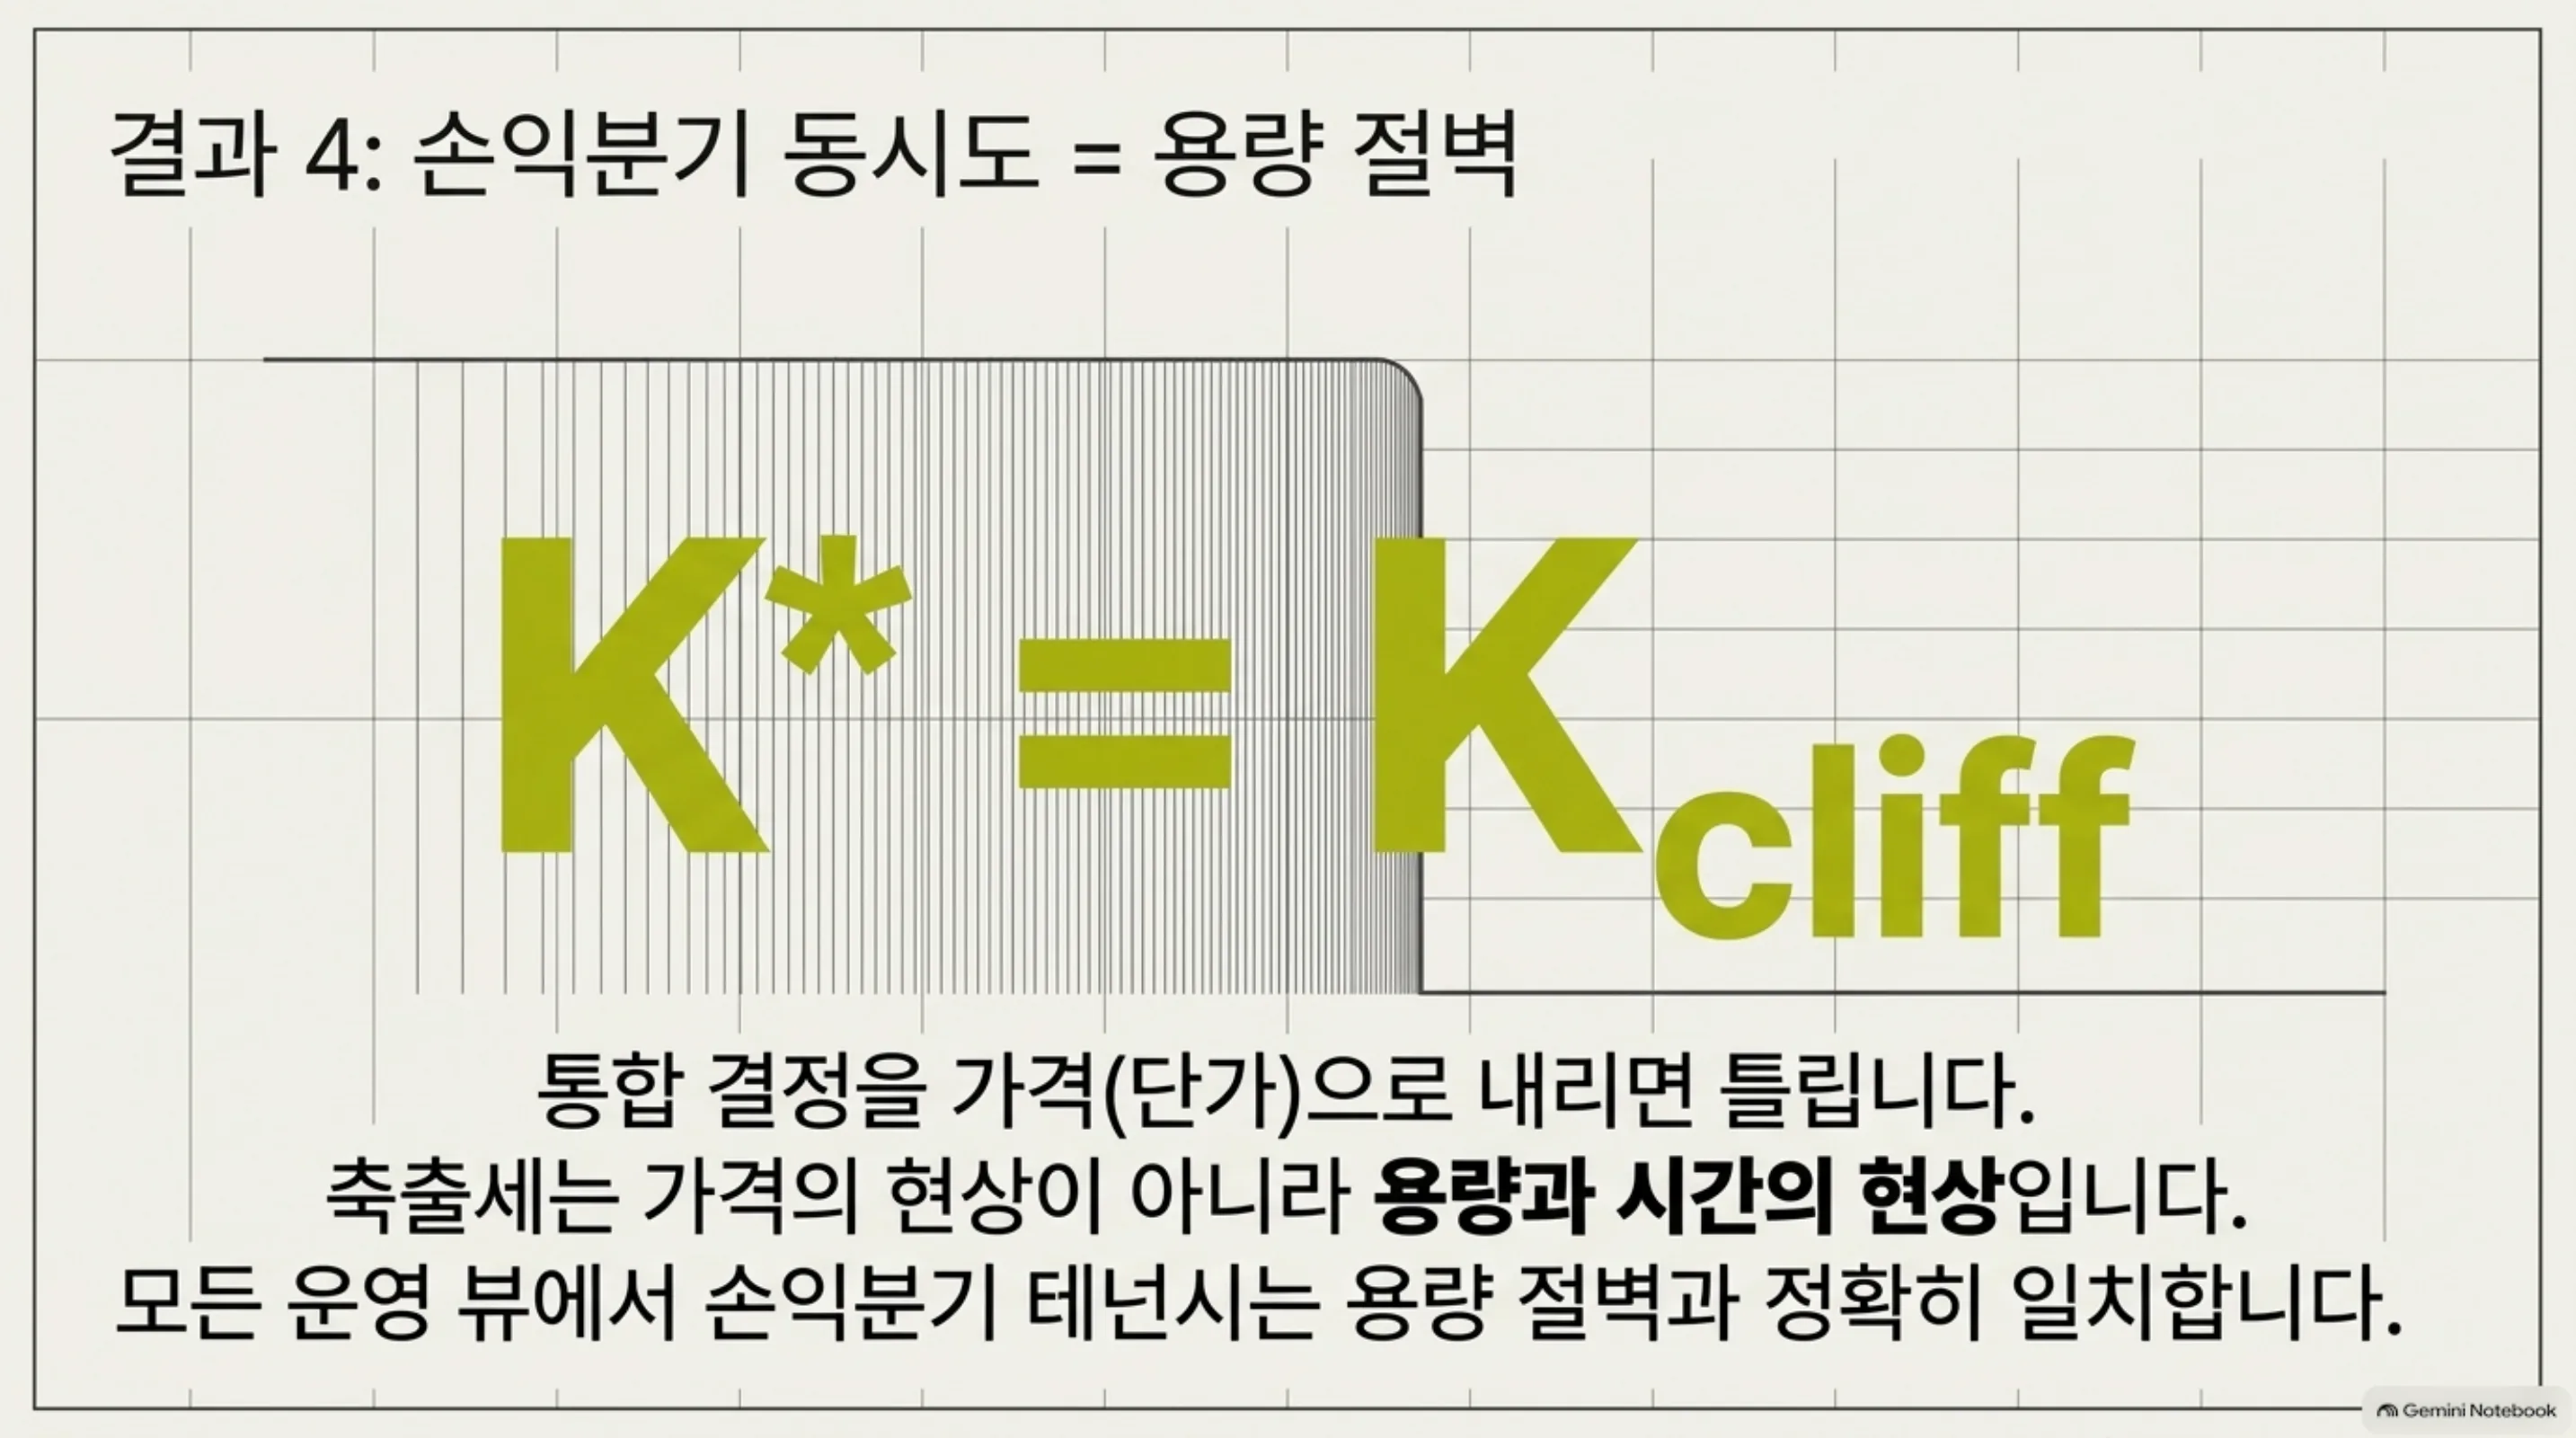 결과 4: 손익분기 동시도 = 용량 절벽
K* = Kcliff
통합 결정을 가격(단가)으로 내리면 틀립니다.
축출세는 가격의 현상이 아니라 용량과 시간의 현상입니다.
모든 운영 뷰에서 손익분기 테넌시는 용량 절벽과 정확히 일치합니다.
Gemini Notebook